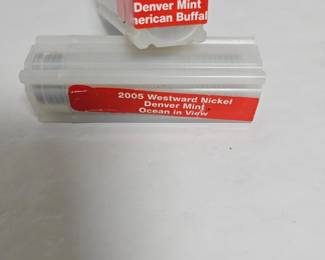 Denver Mint
merican Buffal
2005 Westward Nickel
Denver Mint
Ocean in View